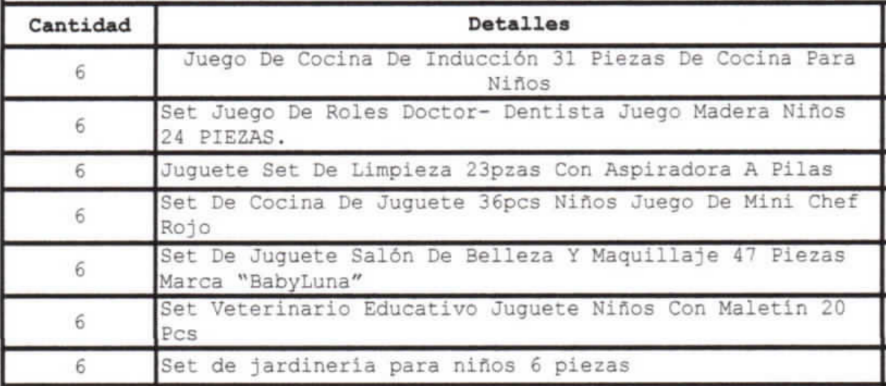 Cantidad Detalles
6 Juego De Cocina De Inducción 31 Piezas De Cocina Para
Niños
6 Set Juego De Roles Doctor- Dentista Juego Madera Niños
24 PIEZAS.
6 Juguete Set De Limpieza 23pzas Con Aspiradora A Pilas
6 Set De Cocina De Juguete 36pcs Niños Juego De Mini Chef
Rojo
6 Set De Juguete Salón De Belleza Y Maquillaje 47 Piezas
Marca “BabyLuna”
6 Set Veterinario Educativo Juguete Niños Con Maletín 20
Pcs
6 Set de jardinería para niños 6 piezas